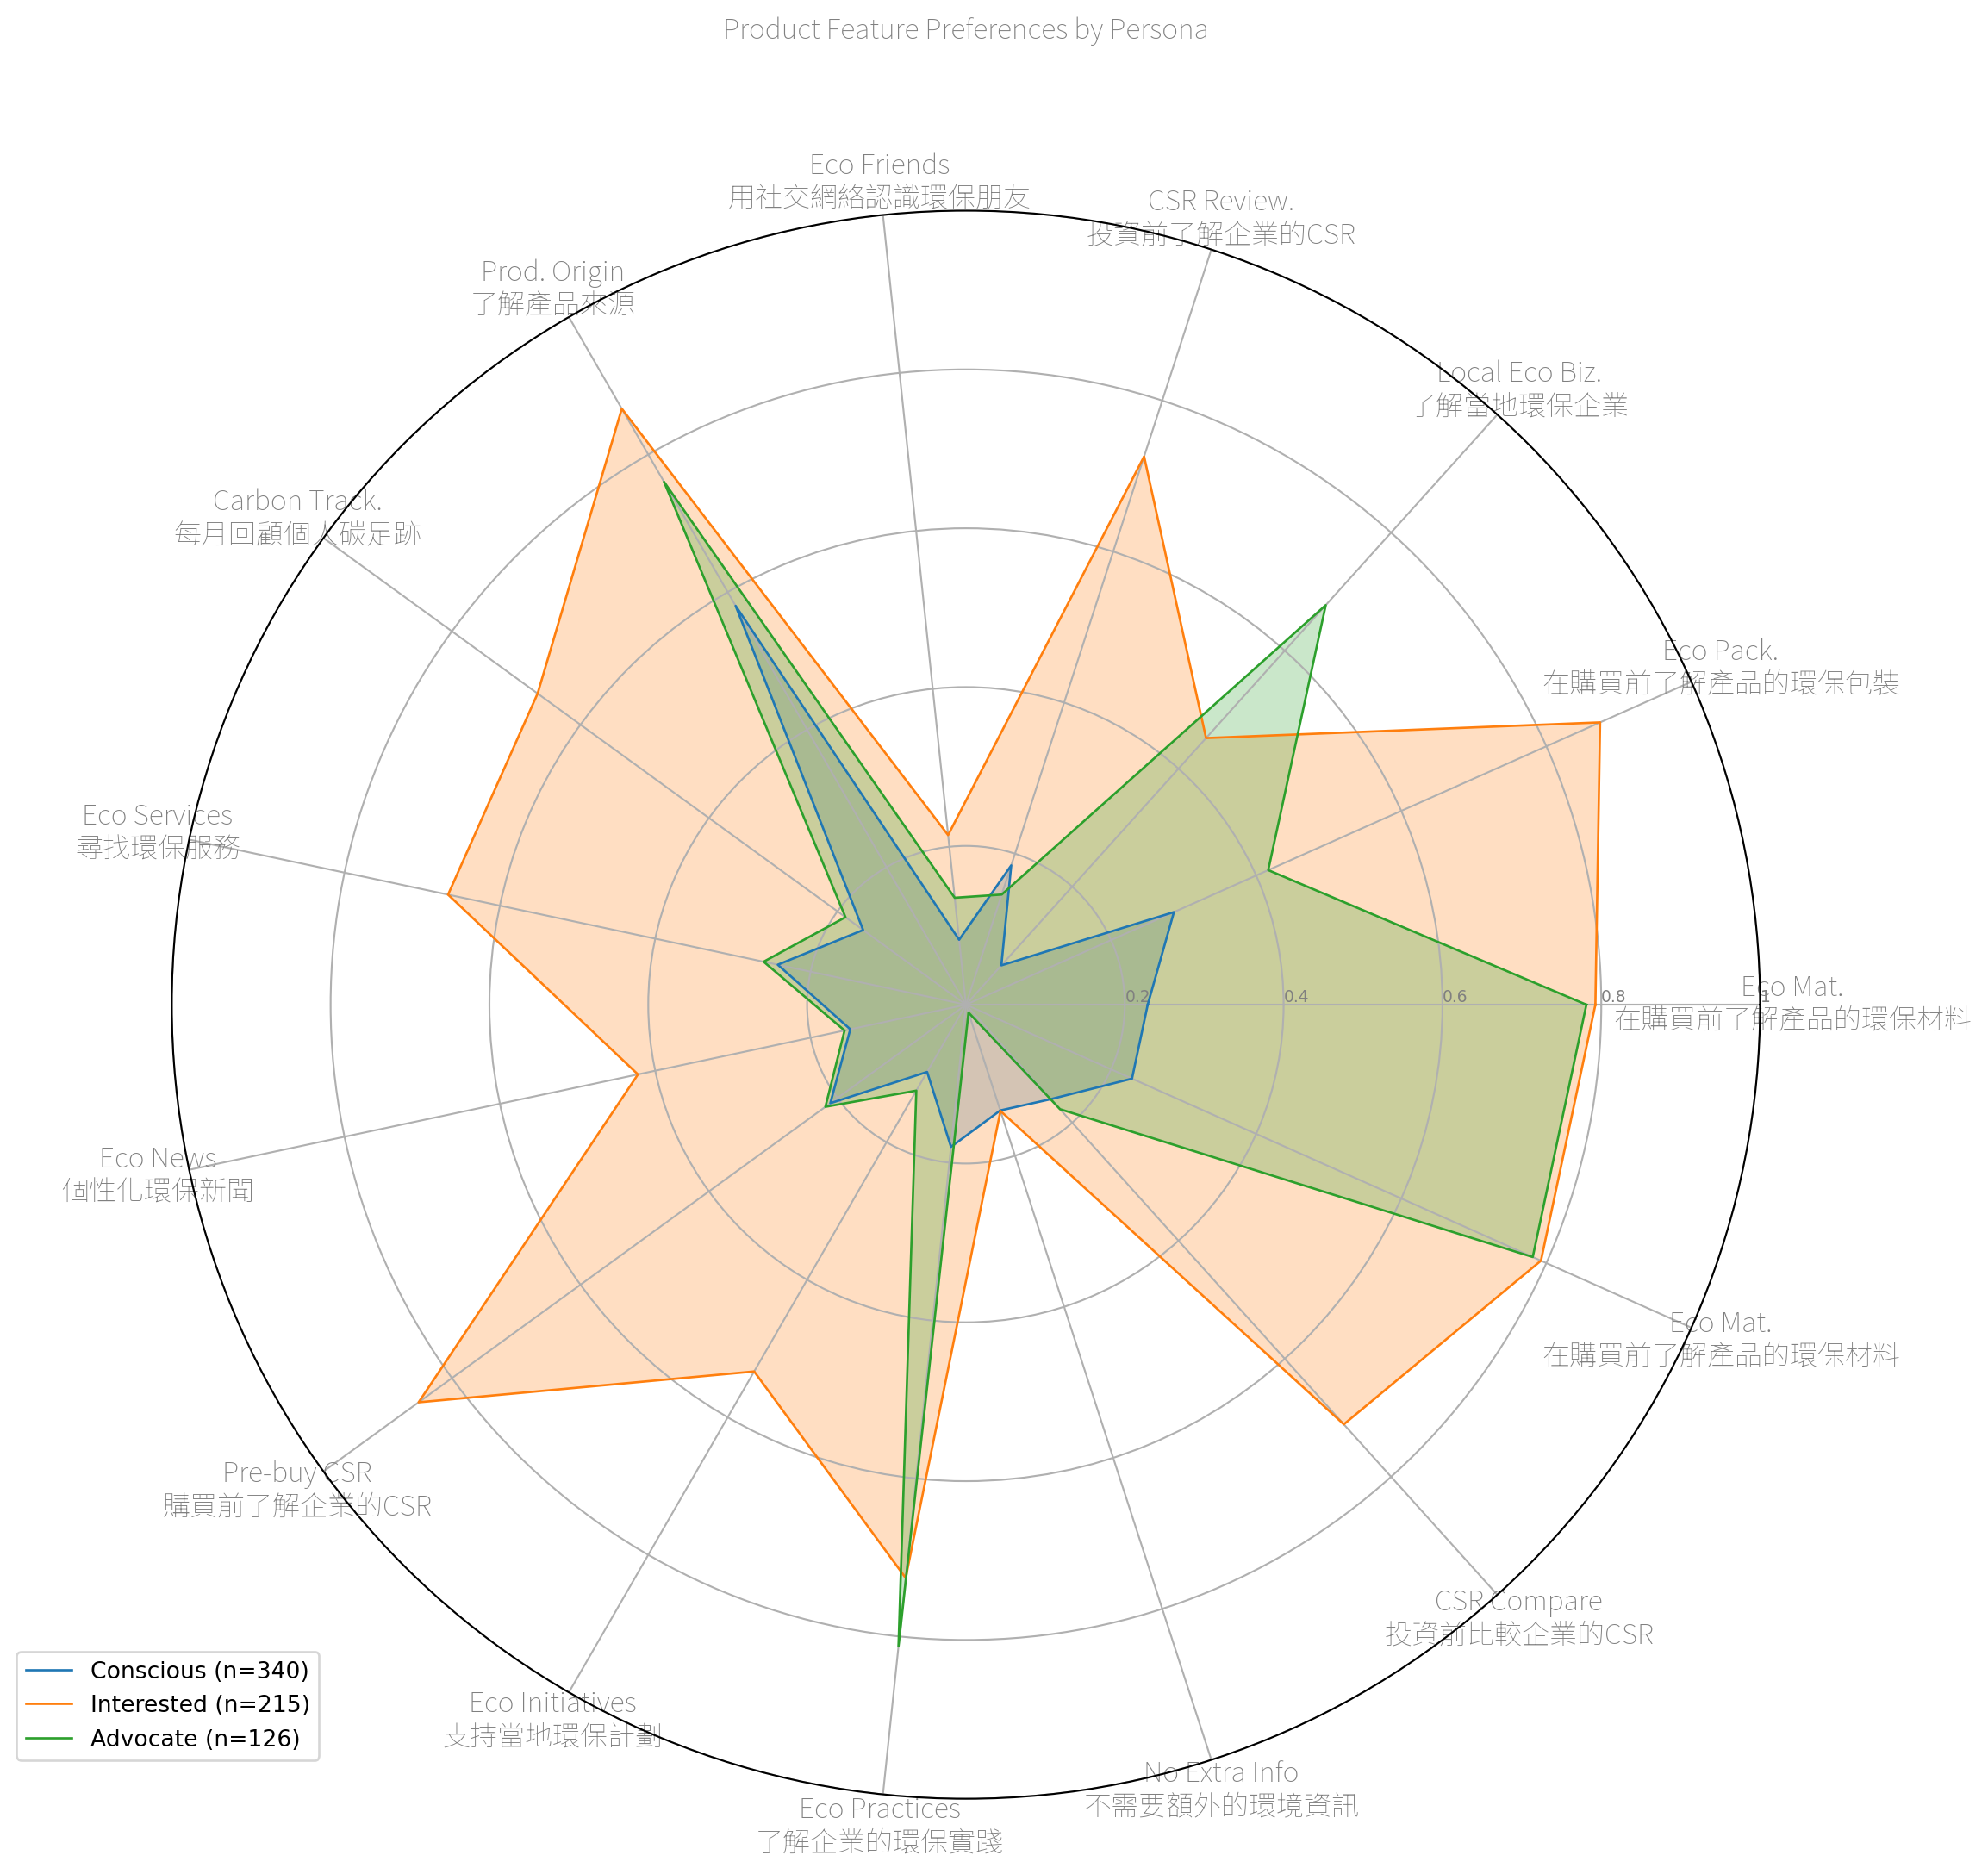 Product Feature Preferences by Persona
Eco Friends
用社交網絡認識環保朋友
CSR Review.
投資前了解企業的CSR
Prod. Origin
了解產品來源
Local Eco Biz.
了解當地環保企業
Carbon Track.
每月回顧個人碳足跡
Eco Pack.
在購買前了解產品的環保包裝
Eco Services
尋找環保服務
Eco Mat.
在購買前了解產品的環保材料
0.2
0.4
0.6
0.8
1
Eco News
個性化環保新聞
Eco Mat.
在購買前了解產品的環保材料
Pre-buy CSR
購買前了解企業的CSR
CSR Compare
投資前比較企業的CSR
Eco Initiatives
支持當地環保計劃
No Extra Info
不需要額外的環境資訊
Eco Practices
了解企業的環保實踐
Conscious (n=340)
Interested (n=215)
Advocate (n=126)